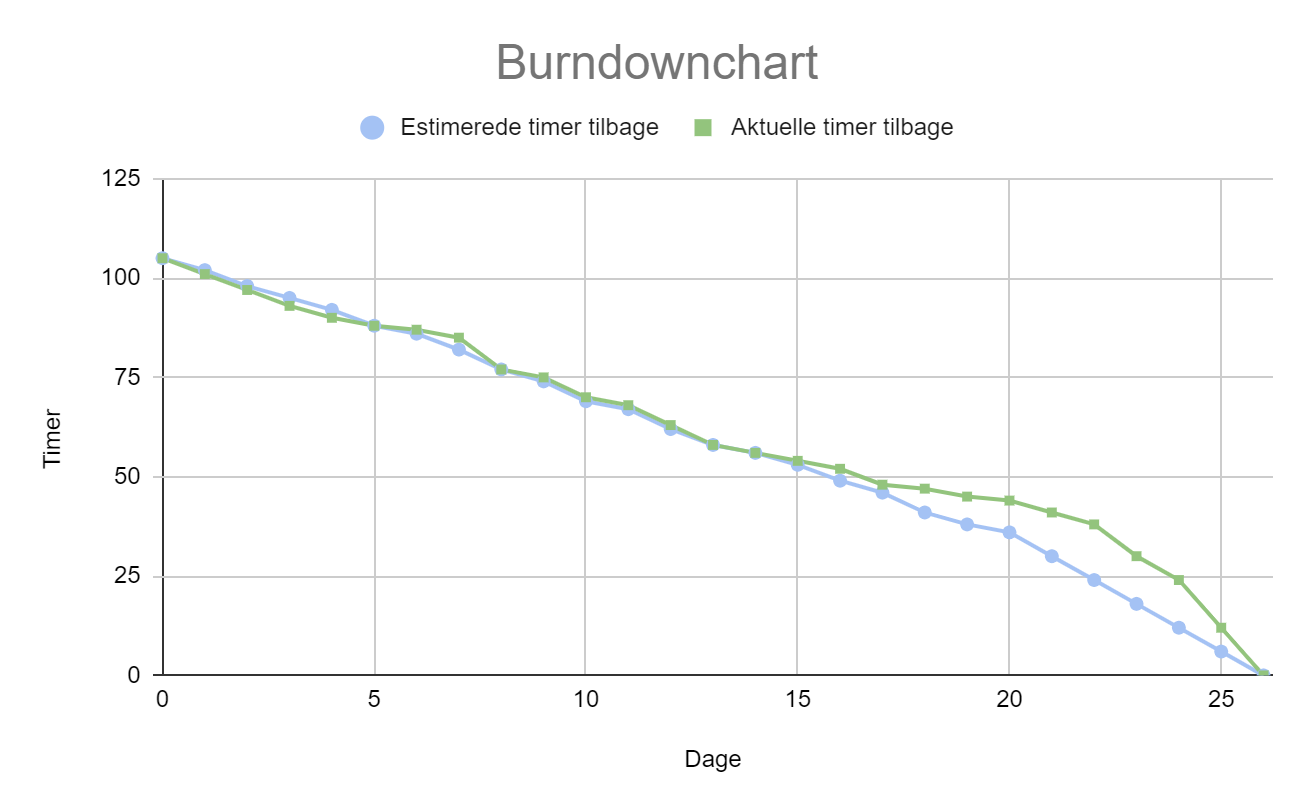 Burndownchart
Estimerede timer tilbage
Aktuelle timer tilbage
125
100
75
50
25
0
Timer
0 5 10 15 20 25
Dage